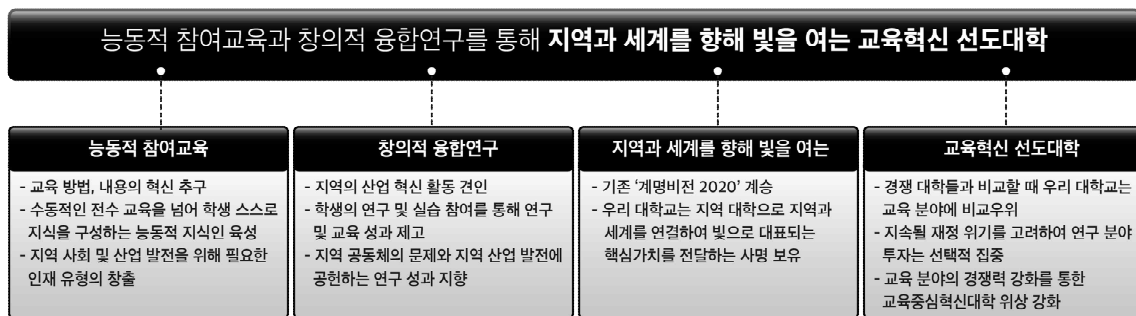 능동적 참여교육과 창의적 융합연구를 통해 지역과 세계를 향해 빛을 여는 교육혁신 선도대학
능동적 참여교육
- 교육 방법, 내용의 혁신 추구
- 수동적인 전수 교육을 넘어 학생 스스로
지식을 구성하는 능동적 지식인 육성
- 지역 사회 및 산업 발전을 위해 필요한
인재 유형의 창출
창의적 융합연구
- 지역의 산업 혁신 활동 견인
- 학생의 연구 및 실습 참여를 통해 연구
및 교육 성과 제고
- 지역 공동체의 문제와 지역 산업 발전에
공헌하는 연구 성과 지향
지역과 세계를 향해 빛을 여는
- 기존 ‘계명비전 2020’ 계승
- 우리 대학교는 지역 대학으로 지역과
세계를 연결하여 빛으로 대표되는
핵심가치를 전달하는 사명 보유
교육혁신 선도대학
- 경쟁 대학들과 비교할 때 우리 대학교는
교육 분야에 비교우위
- 지속될 재정 위기를 고려하여 연구 분야
투자는 선택적 집중
- 교육 분야의 경쟁력 강화를 통한
교육중심혁신대학 위상 강화